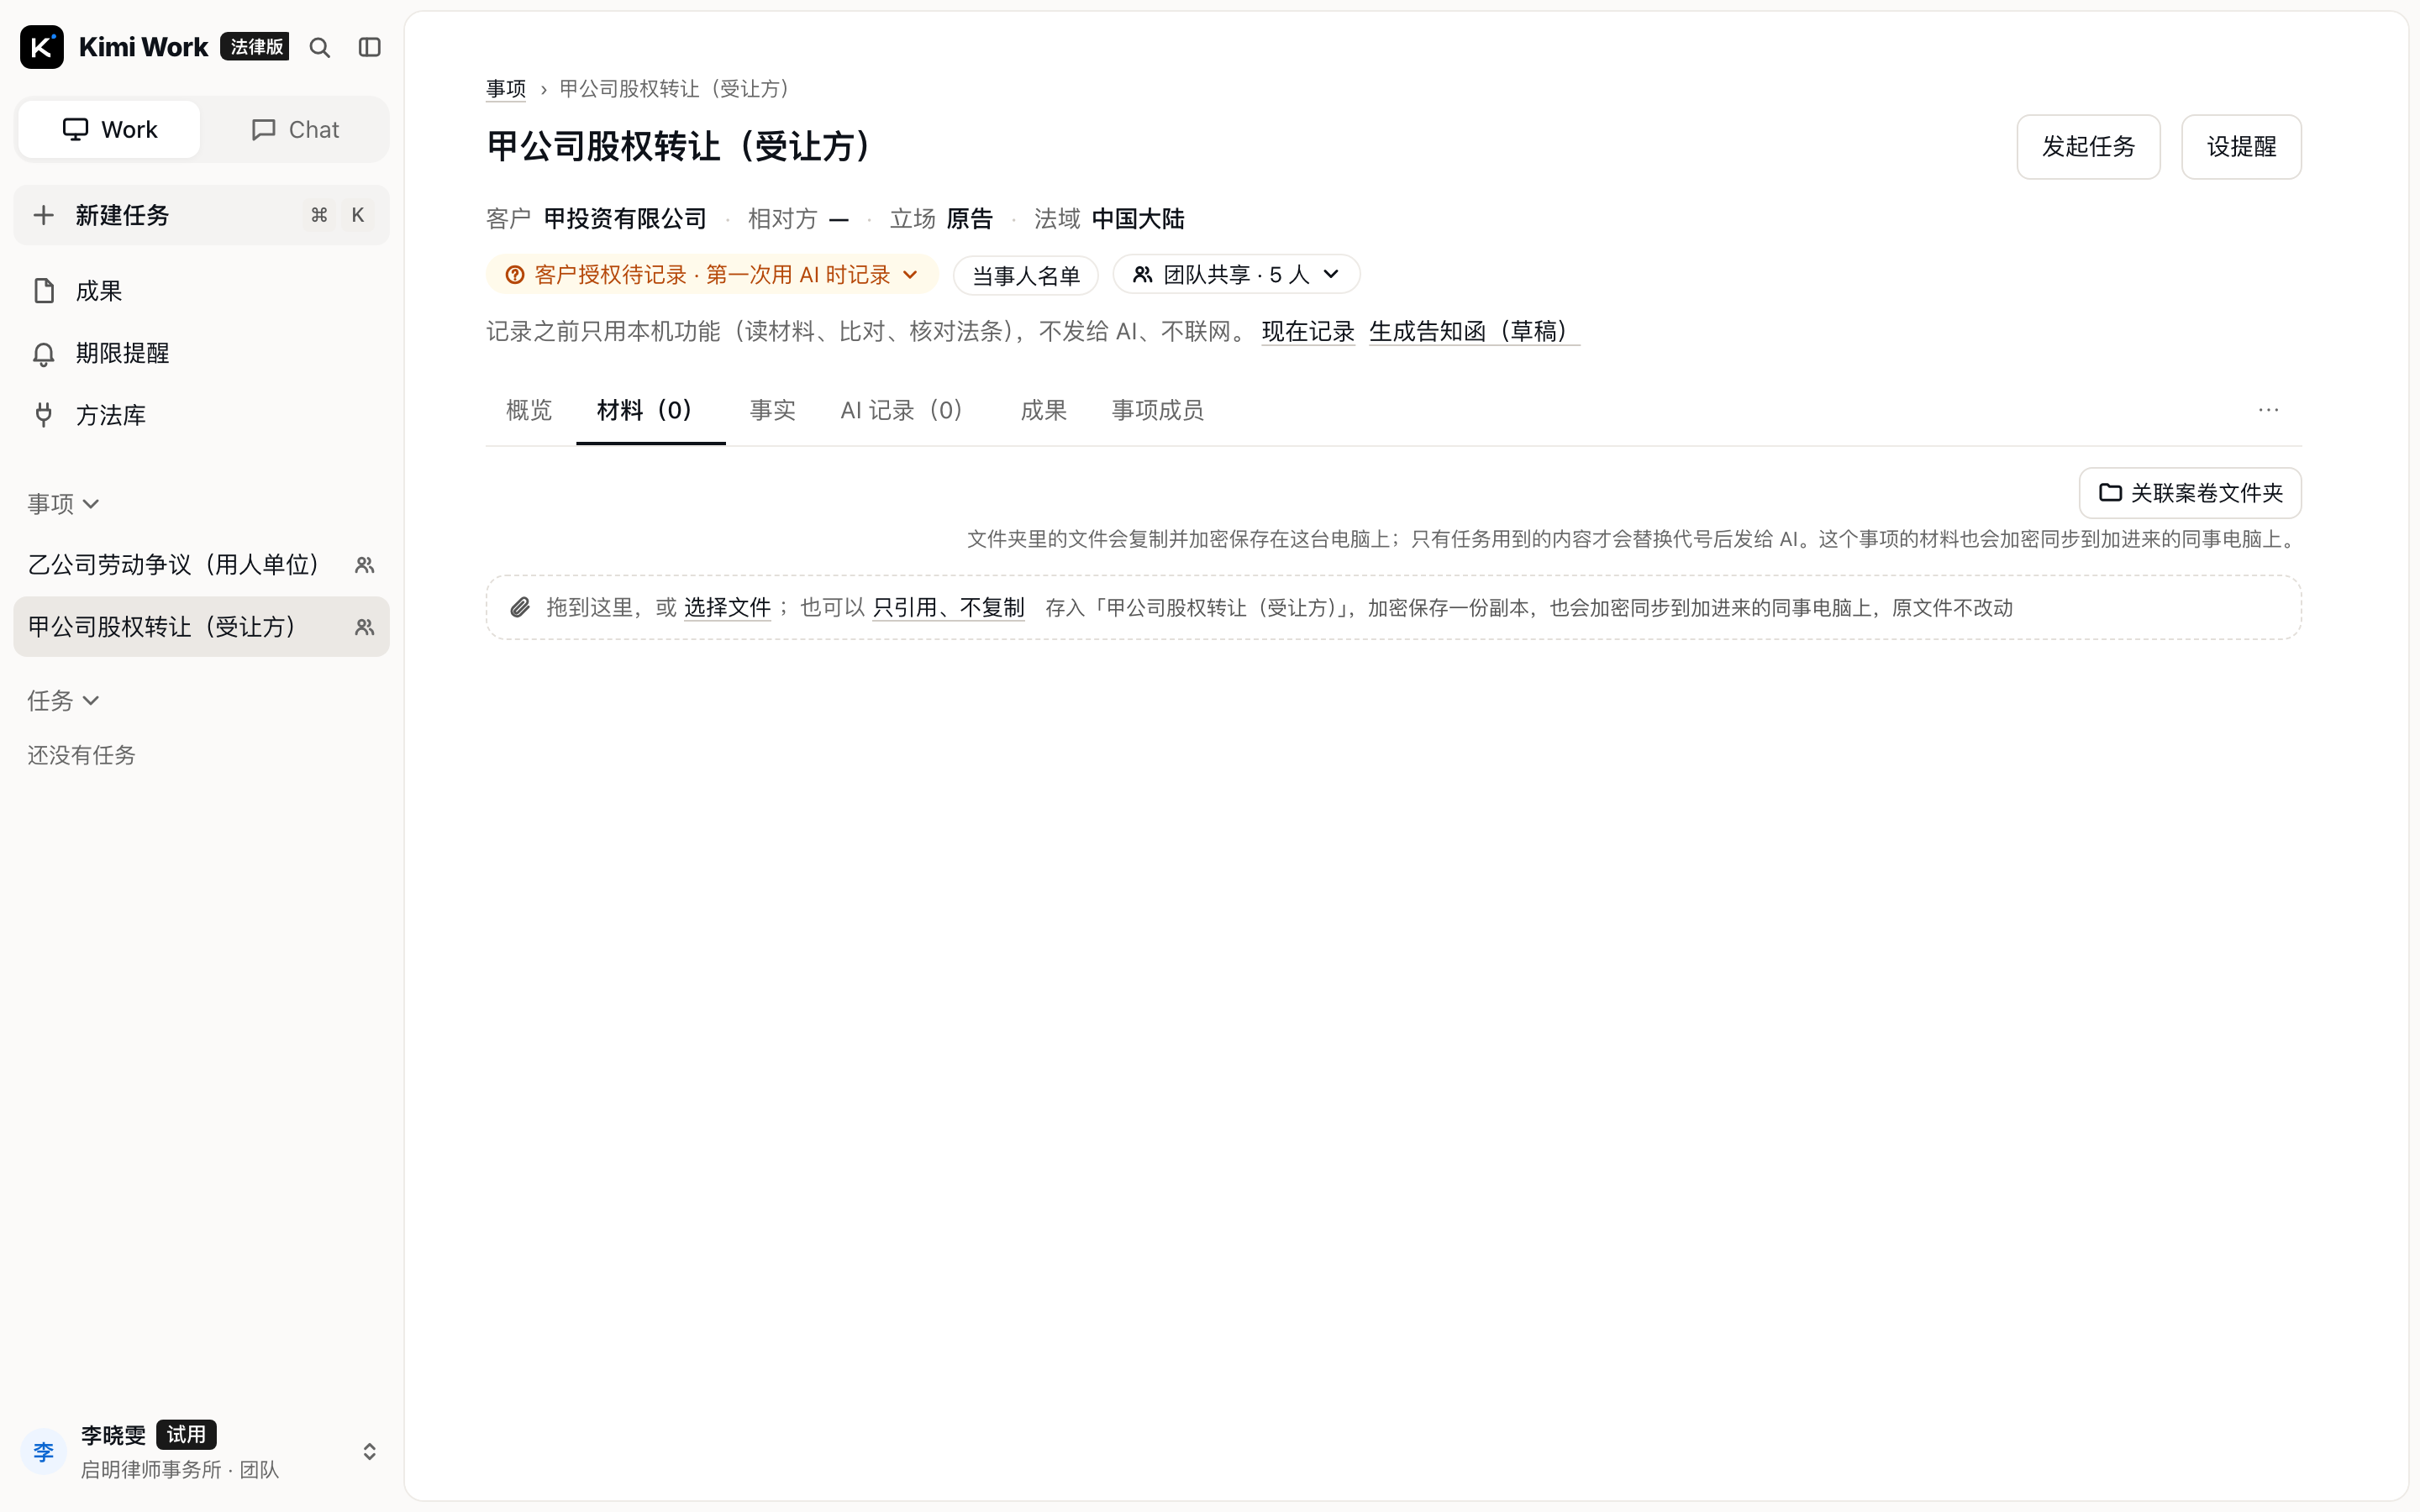 Kimi Work 法律版
Work
Chat
新建任务 ⌘ K
成果
期限提醒
方法库
事项
乙公司劳动争议（用人单位）
甲公司股权转让（受让方）
任务
还没有任务
李 李晓雯 试用
启明律师事务所 · 团队
事项 › 甲公司股权转让（受让方）
甲公司股权转让（受让方）
发起任务 设提醒
客户 甲投资有限公司 · 相对方 — · 立场 原告 · 法域 中国大陆
客户授权待记录 · 第一次用 AI 时记录 当事人名单 团队共享 · 5 人
记录之前只用本机功能（读材料、比对、核对法条），不发给 AI、不联网。 现在记录 生成告知函（草稿）
概览 材料（0） 事实 AI 记录（0） 成果 事项成员 ···
关联案卷文件夹
文件夹里的文件会复制并加密保存在这台电脑上；只有任务用到的内容才会替换代号后发给 AI。这个事项的材料也会加密同步到加进来的同事电脑上。
拖到这里，或 选择文件 ；也可以 只引用、不复制 存入「甲公司股权转让（受让方）」，加密保存一份副本，也会加密同步到加进来的同事电脑上，原文件不改动